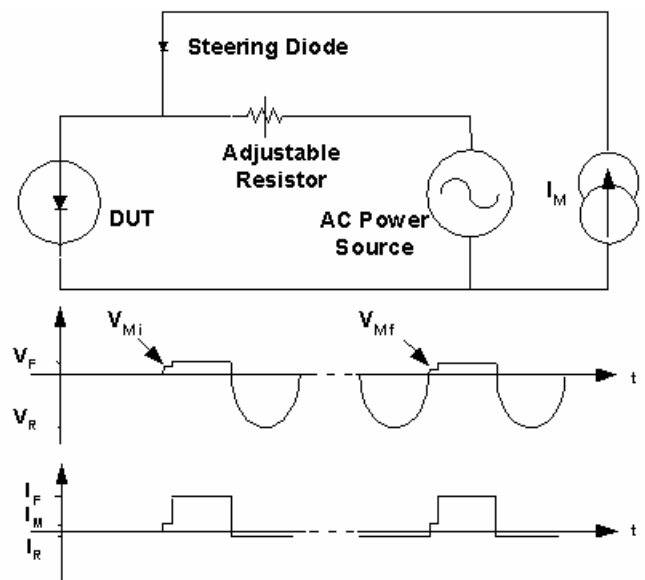 Steering Diode
Adjustable
Resistor
DUT
AC Power
Source
I_M
V_Mi
V_Mf
V_F
t
V_R
I_F
I_M
I_R
t